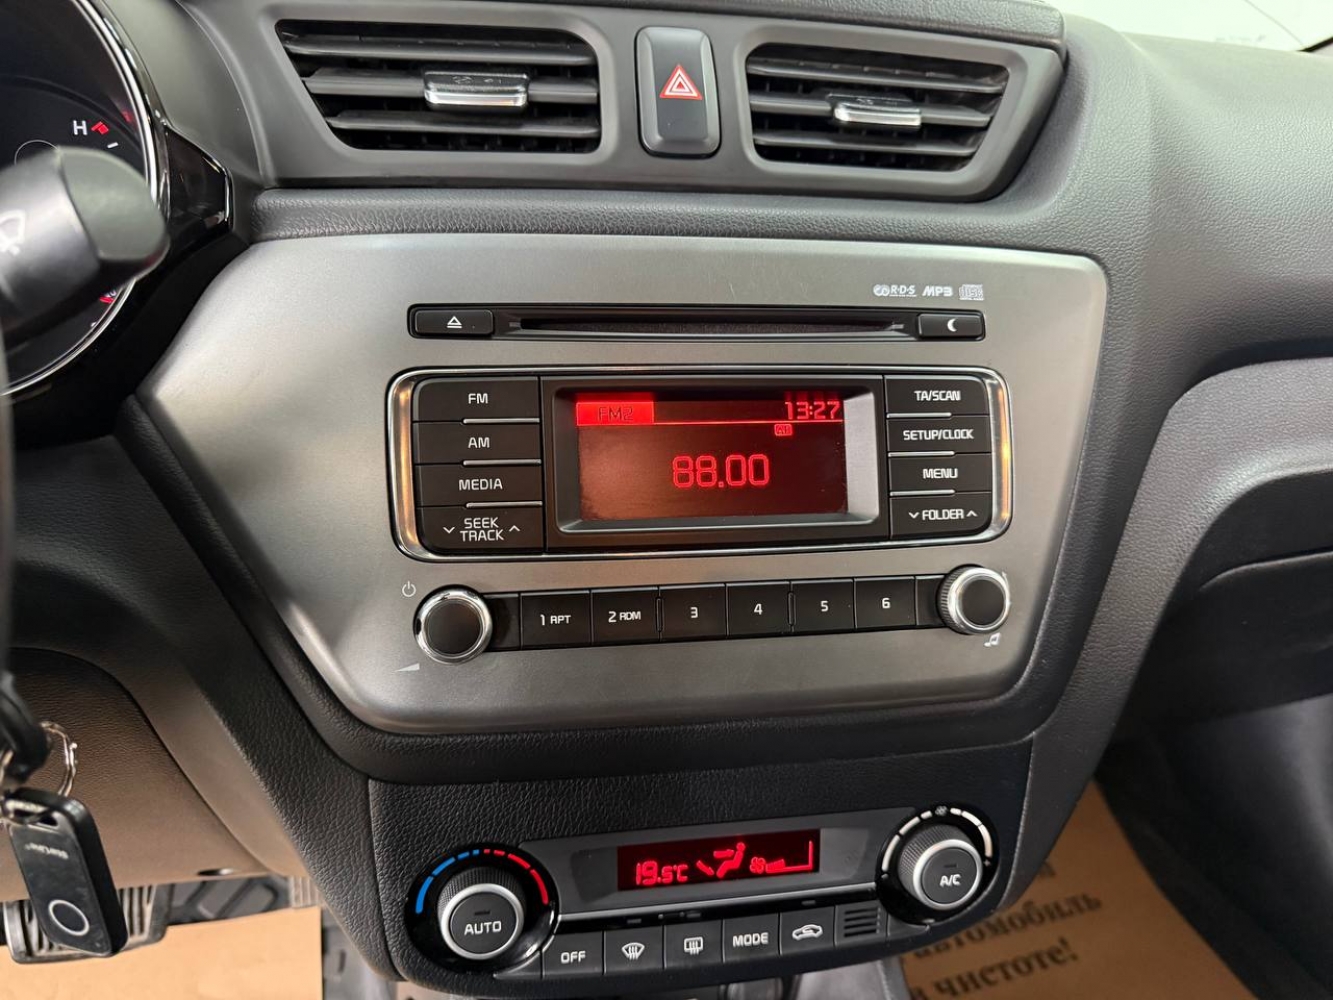 H
R·D·S MP3
FM
AM
MEDIA
SEEK
TRACK
FM2
13:27
88.00
TA/SCAN
SETUP/CLOCK
MENU
FOLDER
1 RPT
2 RDM
3
4
5
6
19.5°C
AUTO
A/C
OFF
MODE
StarLine
автомобиль
чистоте!